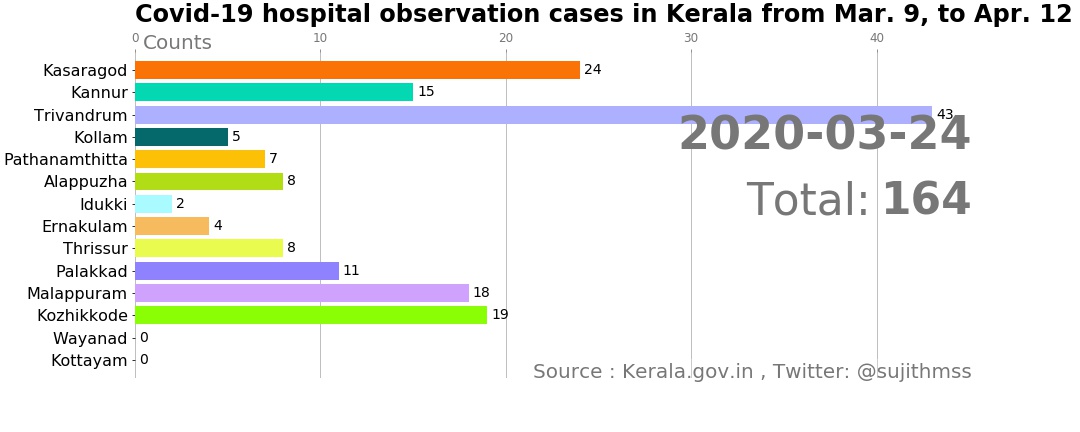 Covid-19 hospital observation cases in Kerala from Mar. 9, to Apr. 12
0 10 20 30 40
Counts
Kasaragod 24
Kannur 15
Trivandrum 43
Kollam 5
2020-03-24
Pathanamthitta 7
Alappuzha 8
Idukki 2
Total: 164
Ernakulam 4
Thrissur 8
Palakkad 11
Malappuram 18
Kozhikkode 19
Wayanad 0
Kottayam 0
Source : Kerala.gov.in , Twitter: @sujithmss